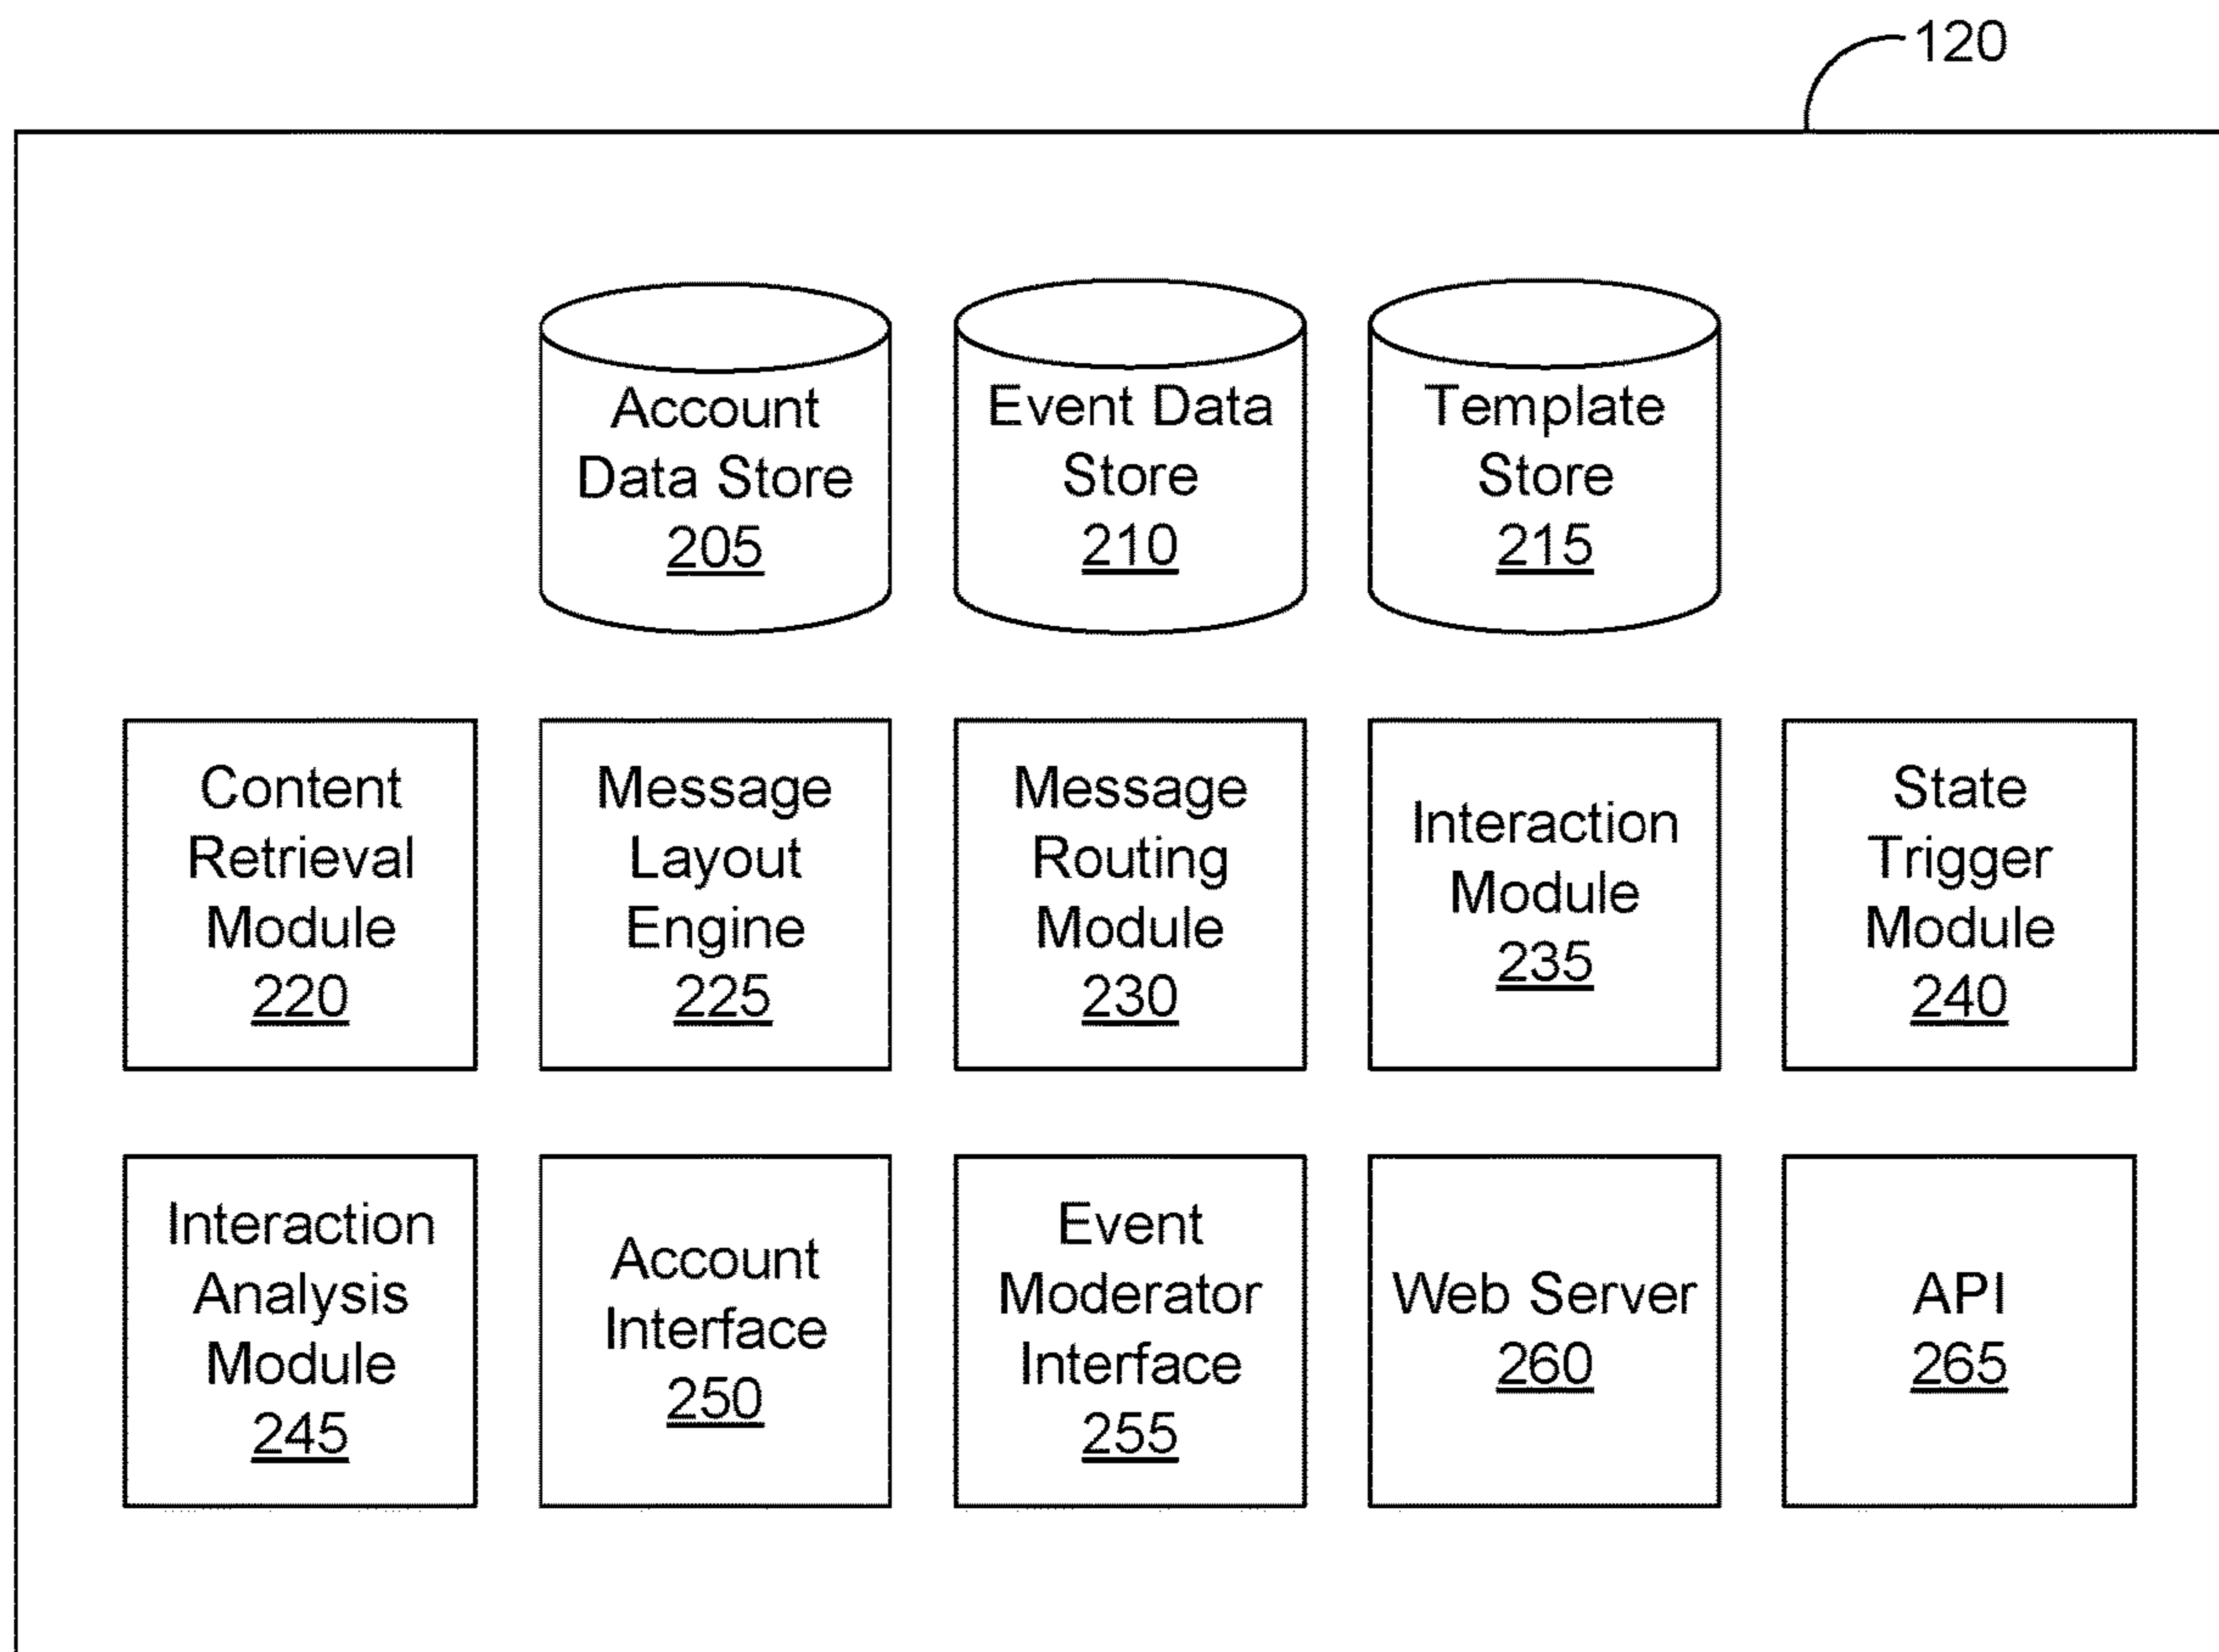 120
Account
Data Store
205
Event Data
Store
210
Template
Store
215
Content
Retrieval
Module
220
Message
Layout
Engine
225
Message
Routing
Module
230
Interaction
Module
235
State
Trigger
Module
240
Interaction
Analysis
Module
245
Account
Interface
250
Event
Moderator
Interface
255
Web Server
260
API
265